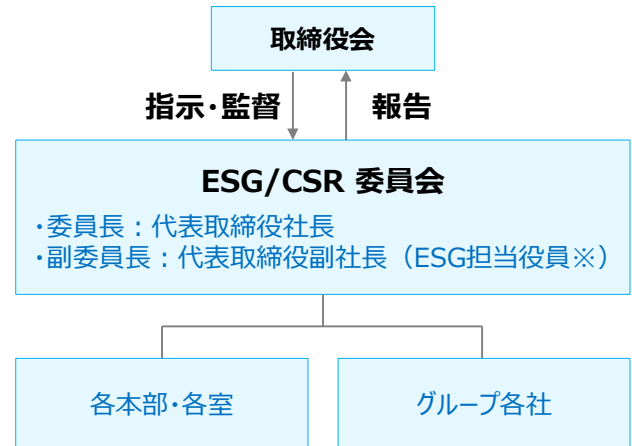 取締役会
指示・監督
報告
ESG/CSR 委員会
・委員長：代表取締役社長
・副委員長：代表取締役副社長（ESG担当役員※）
各本部・各室
グループ各社